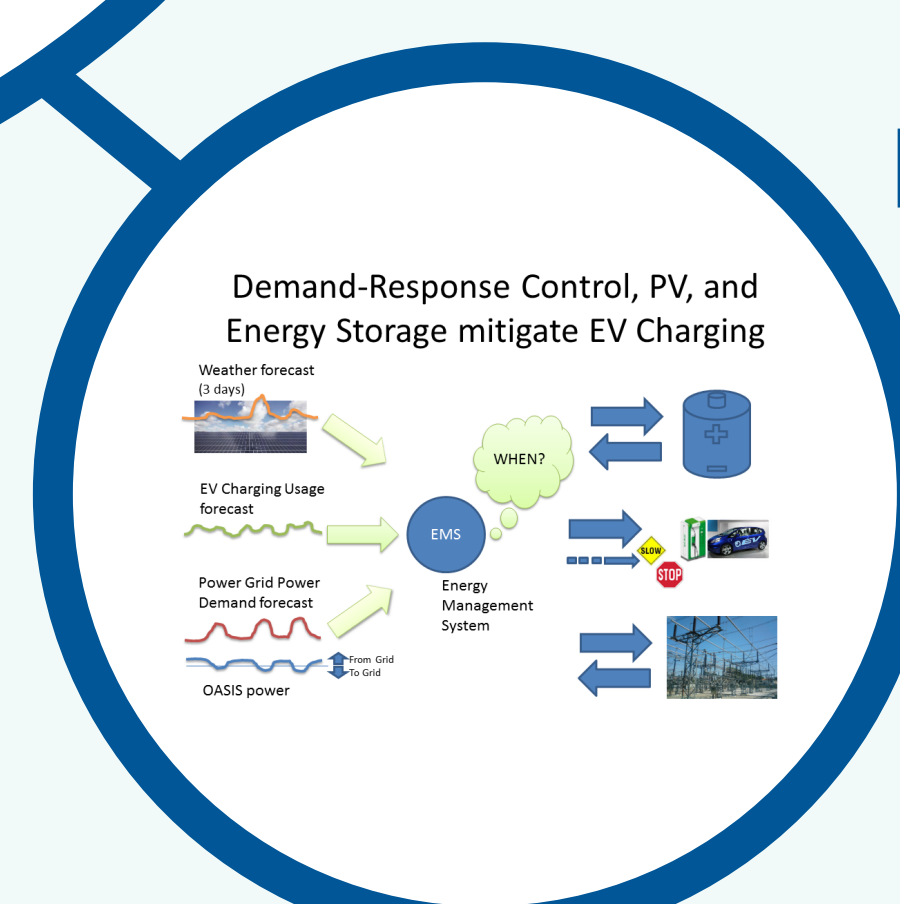 Demand-Response Control, PV, and
Energy Storage mitigate EV Charging
Weather forecast
(3 days)
EV Charging Usage
forecast
Power Grid Power
Demand forecast
From Grid
To Grid
OASIS power
WHEN?
EMS
Energy
Management
System
SLOW
STOP
EV